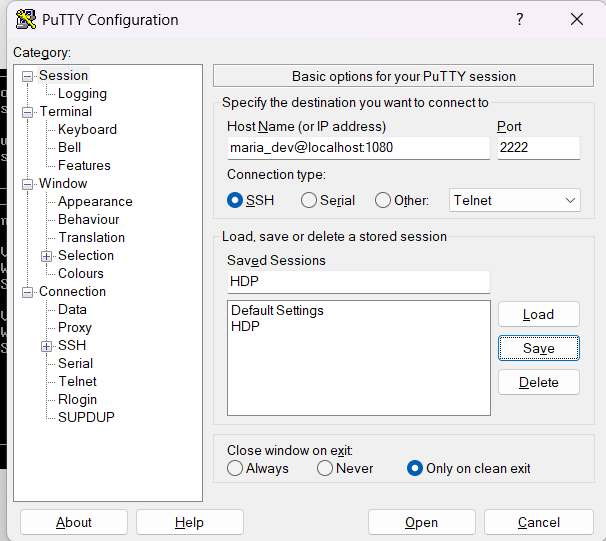 PuTTY Configuration ?
Category:
Session
Logging
Terminal
Keyboard
Bell
Features
Window
Appearance
Behaviour
Translation
Selection
Colours
Connection
Data
Proxy
SSH
Serial
Telnet
Rlogin
SUPDUP
Basic options for your PuTTY session
Specify the destination you want to connect to
Host Name (or IP address) Port
maria_dev@localhost:1080 2222
Connection type:
SSH Serial Other: Telnet
Load, save or delete a stored session
Saved Sessions
HDP
Default Settings
HDP
Load
Save
Delete
Close window on exit:
Always Never Only on clean exit
About Help Open Cancel